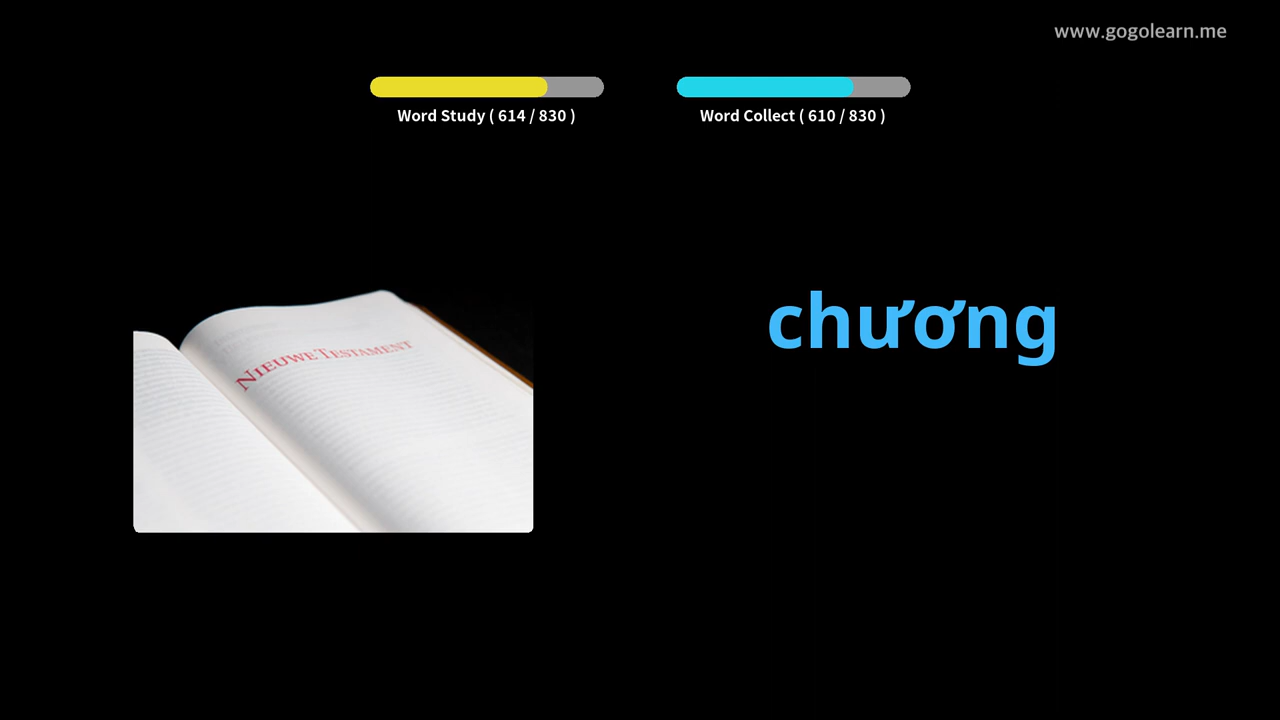 www.gogolearn.me
Word Study ( 614 / 830 )
Word Collect ( 610 / 830 )
NIEUWE TESTAMENT
chương